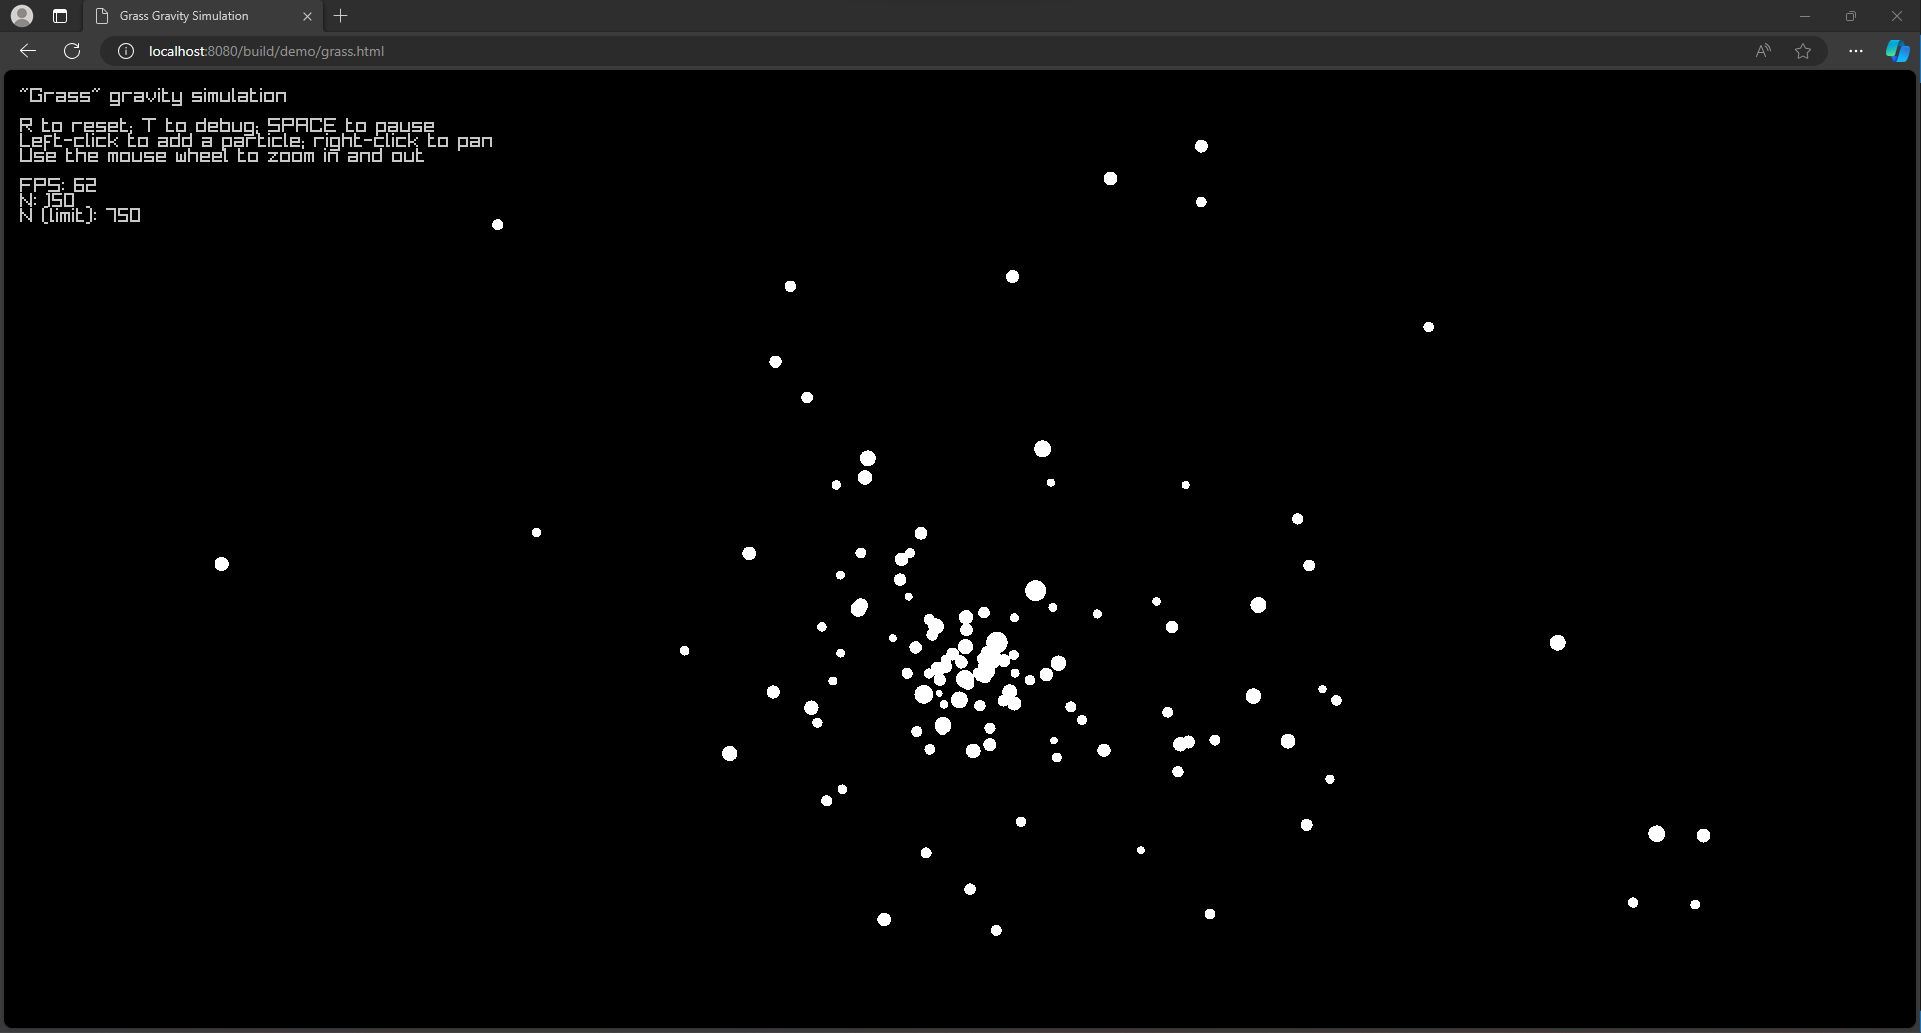 Grass Gravity Simulation
localhost:8080/build/demo/grass.html
"Grass" gravity simulation
R to reset; T to debug; SPACE to pause
Left-click to add a particle; right-click to pan
Use the mouse wheel to zoom in and out
FPS: 62
N: 150
N (limit): 750